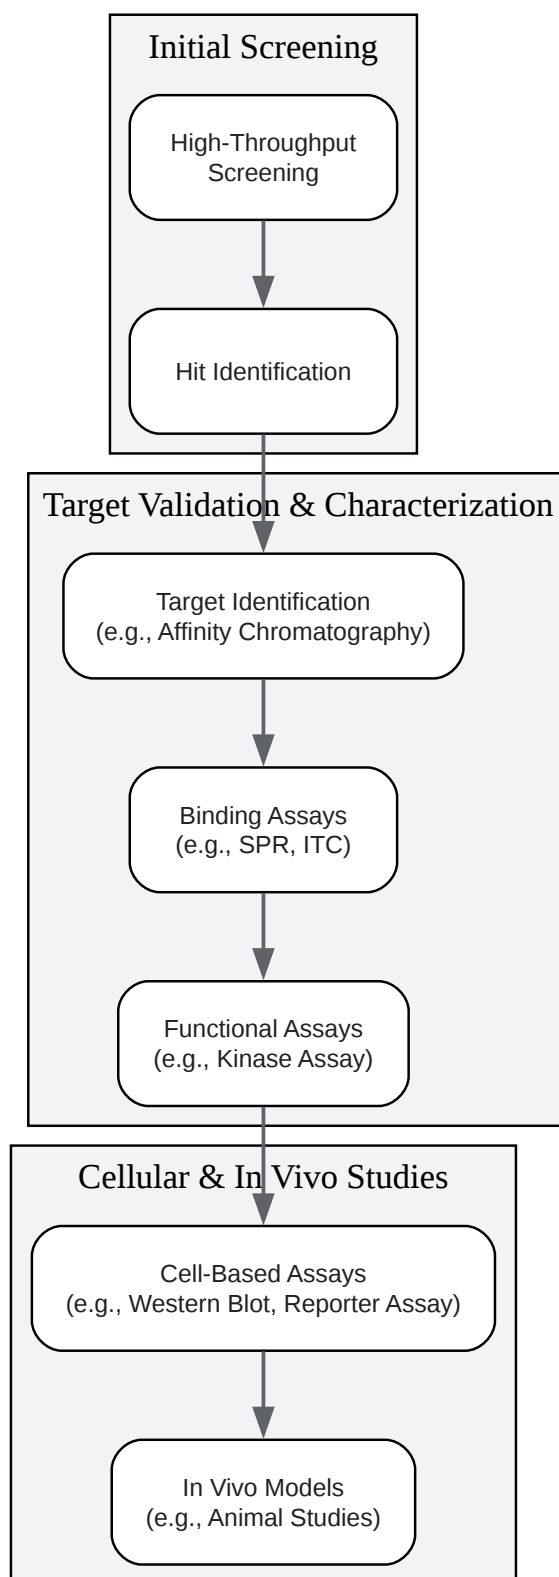 Initial Screening
High-Throughput
Screening
Hit Identification
Target Validation & Characterization
Target Identification
(e.g., Affinity Chromatography)
Binding Assays
(e.g., SPR, ITC)
Functional Assays
(e.g., Kinase Assay)
Cellular & In Vivo Studies
Cell-Based Assays
(e.g., Western Blot, Reporter Assay)
In Vivo Models
(e.g., Animal Studies)